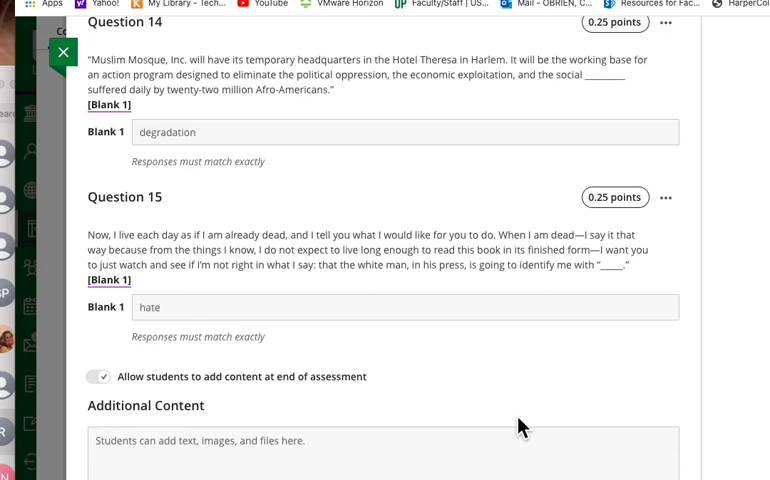 Apps Yahoo! My Library - Tech... YouTube VMware Horizon Faculty/Staff | US... Mail - OBRIEN, C... Resources for Fac... HarperCol
Question 14 0.25 points
“Muslim Mosque, Inc. will have its temporary headquarters in the Hotel Theresa in Harlem. It will be the working base for
an action program designed to eliminate the political oppression, the economic exploitation, and the social _________
suffered daily by twenty-two million Afro-Americans.”
[Blank 1]
Blank 1 degradation
Responses must match exactly
Question 15 0.25 points
Now, I live each day as if I am already dead, and I tell you what I would like for you to do. When I am dead—I say it that
way because from the things I know, I do not expect to live long enough to read this book in its finished form—I want you
to just watch and see if I’m not right in what I say: that the white man, in his press, is going to identify me with “_____.”
[Blank 1]
Blank 1 hate
Responses must match exactly
Allow students to add content at end of assessment
Additional Content
Students can add text, images, and files here.